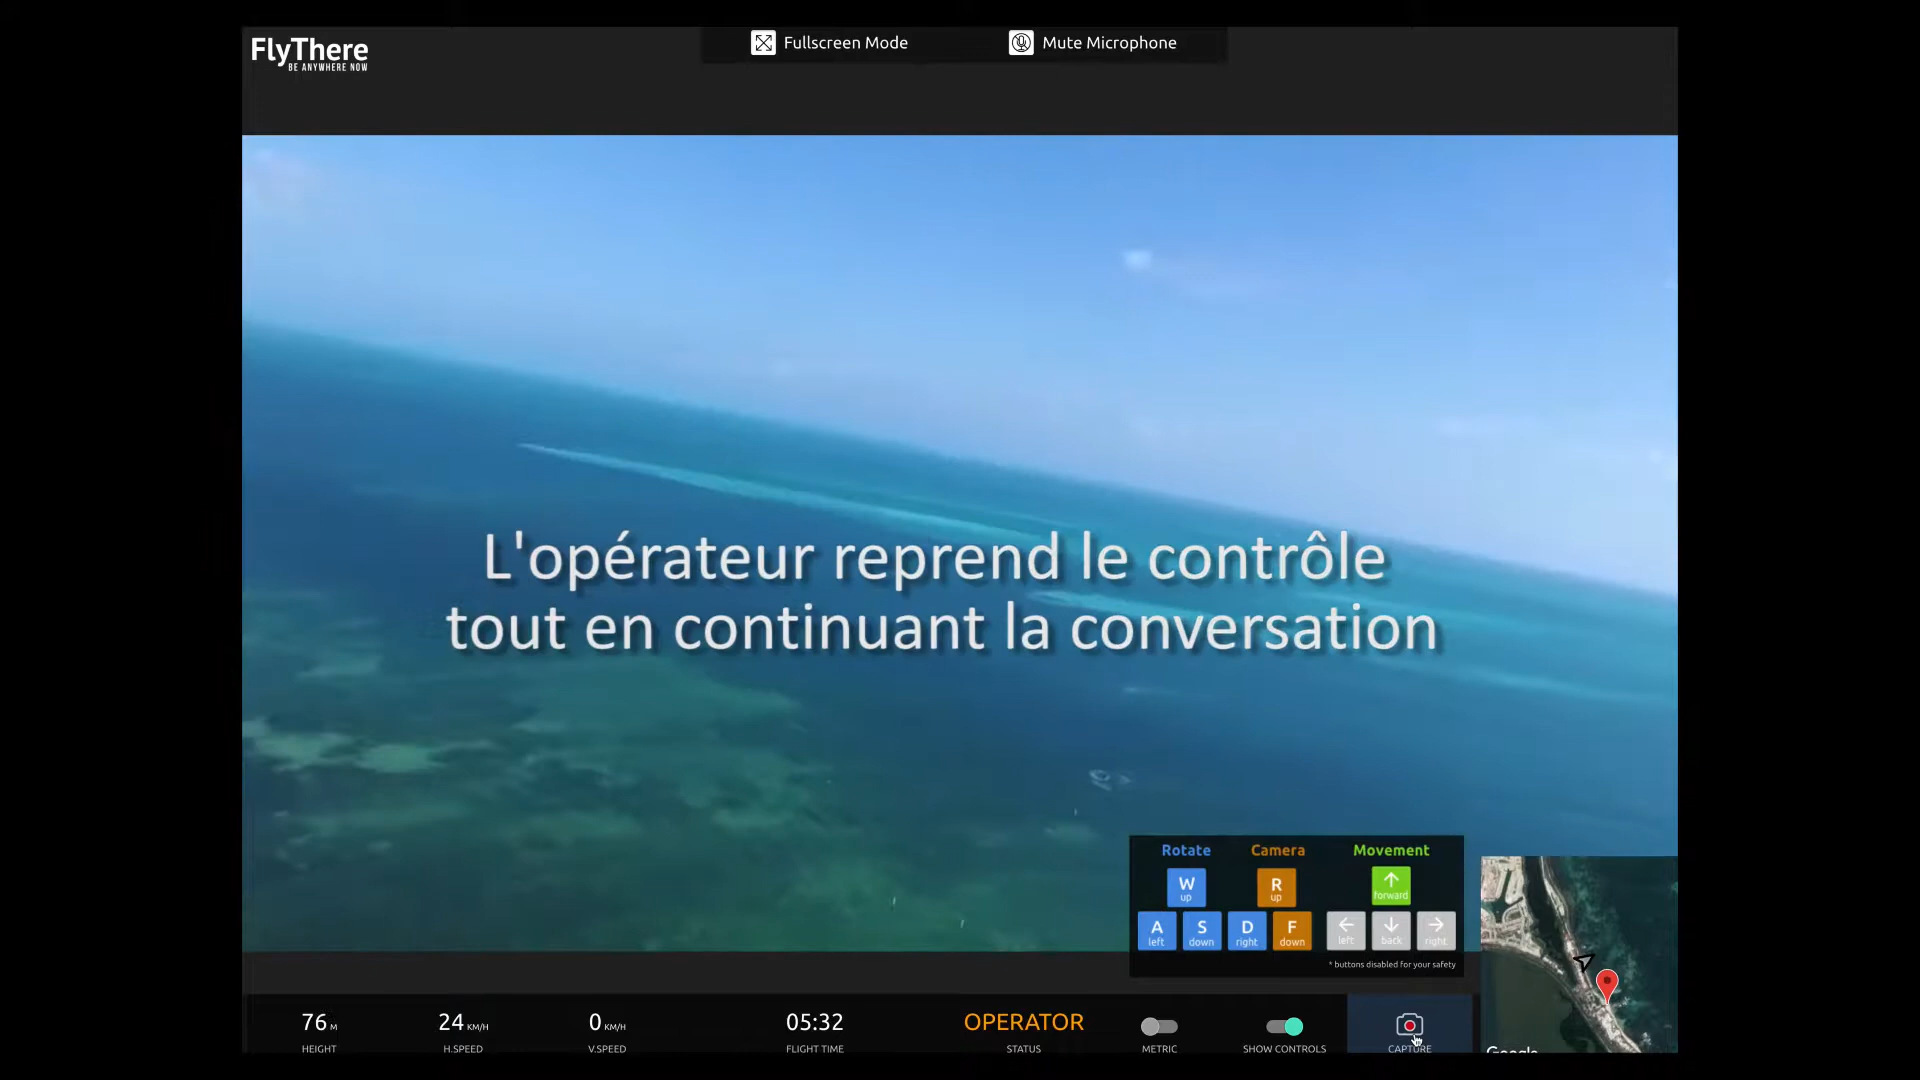 FlyThere
BE ANYWHERE NOW
Fullscreen Mode
Mute Microphone
L'opérateur reprend le contrôle
tout en continuant la conversation
Rotate Camera Movement
W up
R up
forward
A left
S down
D right
F down
left
back
right
* buttons disabled for your safety
76 M
HEIGHT
24 KM/H
H.SPEED
0 KM/H
V.SPEED
05:32
FLIGHT TIME
OPERATOR
STATUS
METRIC
SHOW CONTROLS
CAPTURE
Google